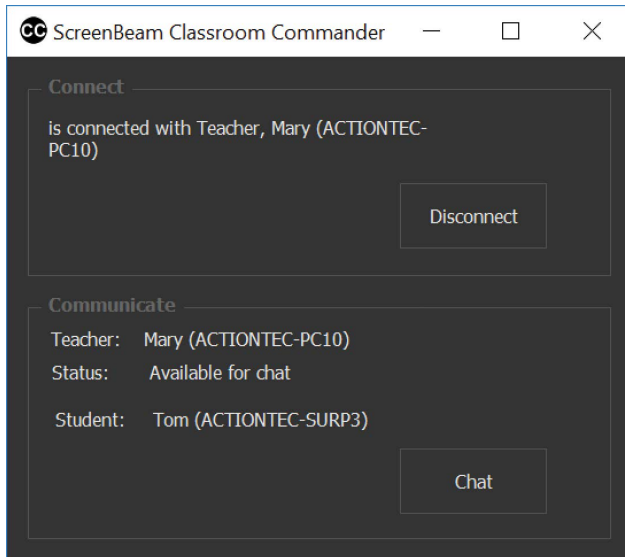 CC ScreenBeam Classroom Commander
Connect
is connected with Teacher, Mary (ACTIONTEC-
PC10)
Disconnect
Communicate
Teacher: Mary (ACTIONTEC-PC10)
Status: Available for chat
Student: Tom (ACTIONTEC-SURP3)
Chat